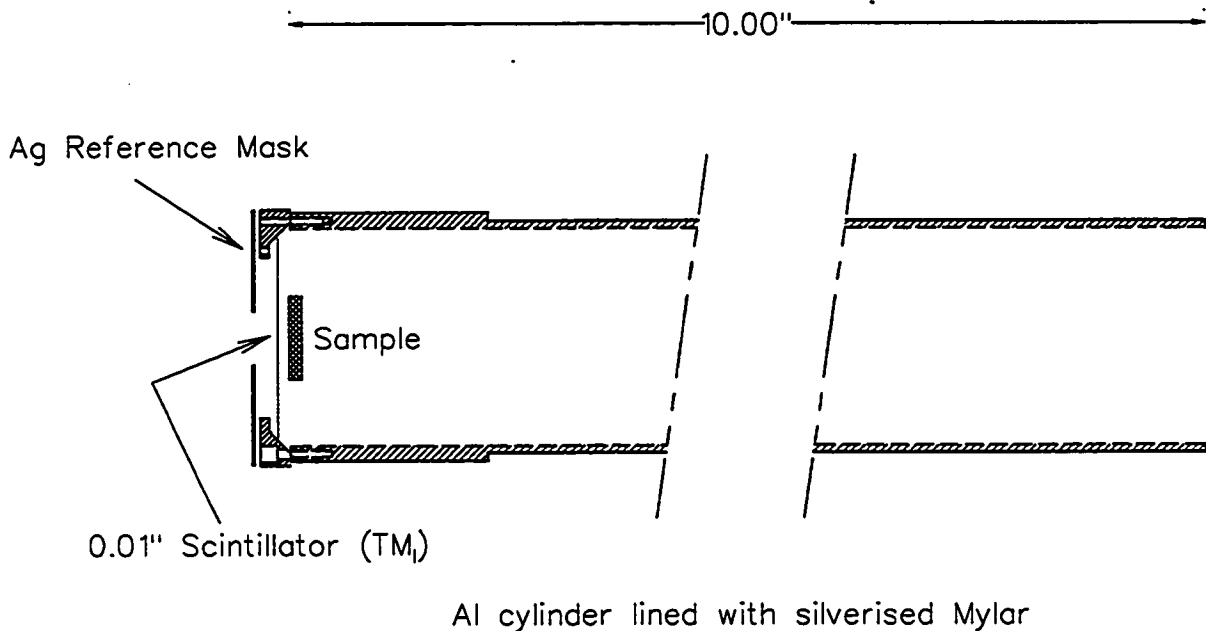 10.00"
Ag Reference Mask
Sample
0.01" Scintillator (TM₁)
Al cylinder lined with silverised Mylar